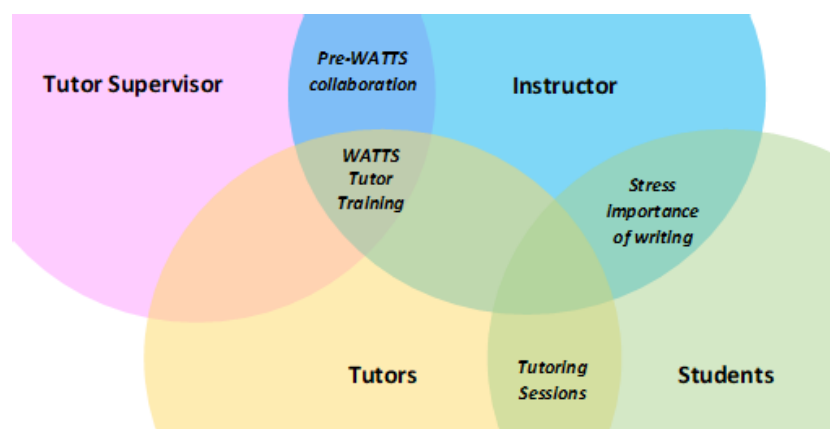 Pre-WATTS
collaboration
Tutor Supervisor
Instructor
WATTS
Tutor
Training
Stress
importance
of writing
Tutors
Tutoring
Sessions
Students